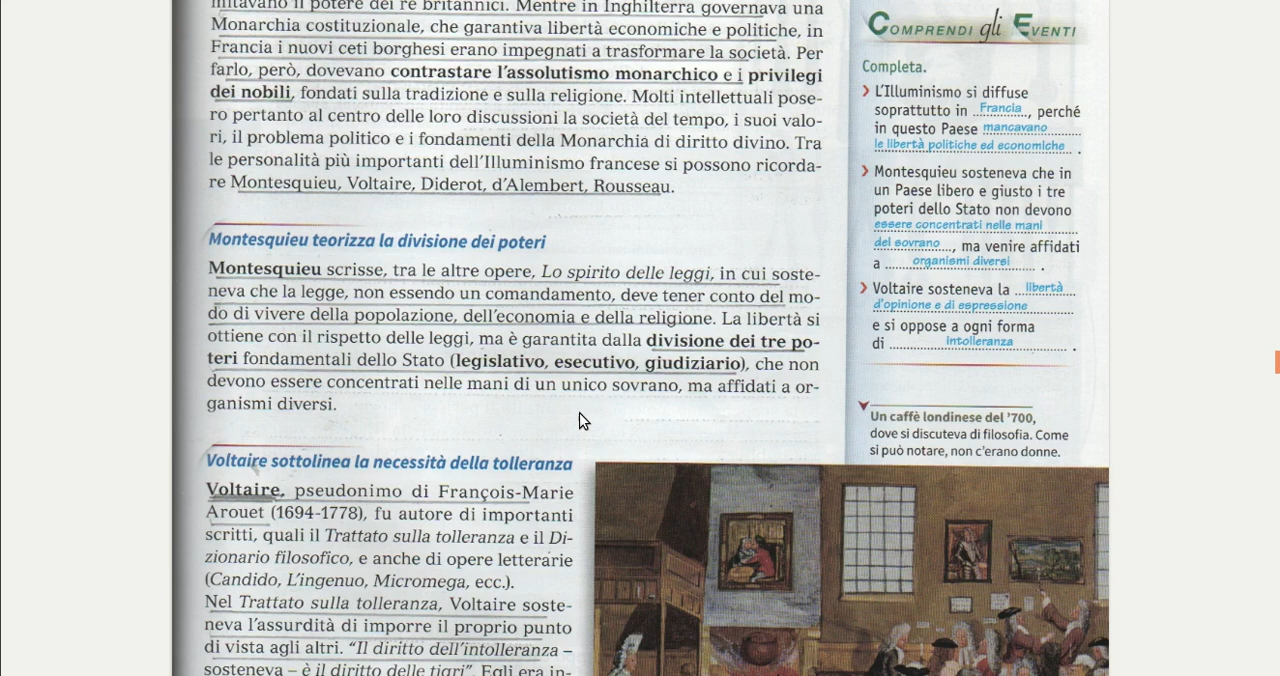 mitavano il potere dei re britannici. Mentre in Inghilterra governava una
Monarchia costituzionale, che garantiva libertà economiche e politiche, in
Francia i nuovi ceti borghesi erano impegnati a trasformare la società. Per
farlo, però, dovevano contrastare l'assolutismo monarchico e i privilegi
dei nobili, fondati sulla tradizione e sulla religione. Molti intellettuali pose-
ro pertanto al centro delle loro discussioni la società del tempo, i suoi valo-
ri, il problema politico e i fondamenti della Monarchia di diritto divino. Tra
le personalità più importanti dell'Illuminismo francese si possono ricorda-
re Montesquieu, Voltaire, Diderot, d'Alembert, Rousseau.
Montesquieu teorizza la divisione dei poteri
Montesquieu scrisse, tra le altre opere, Lo spirito delle leggi, in cui soste-
neva che la legge, non essendo un comandamento, deve tener conto del mo-
do di vivere della popolazione, dell'economia e della religione. La libertà si
ottiene con il rispetto delle leggi, ma è garantita dalla divisione dei tre po-
teri fondamentali dello Stato (legislativo, esecutivo, giudiziario), che non
devono essere concentrati nelle mani di un unico sovrano, ma affidati a or-
ganismi diversi.
Voltaire sottolinea la necessità della tolleranza
Voltaire, pseudonimo di François-Marie
Arouet (1694-1778), fu autore di importanti
scritti, quali il Trattato sulla tolleranza e il Di-
zionario filosofico, e anche di opere letterarie
(Candido, L'ingenuo, Micromega, ecc.).
Nel Trattato sulla tolleranza, Voltaire soste-
neva l'assurdità di imporre il proprio punto
di vista agli altri. "Il diritto dell'intolleranza –
sosteneva – è il diritto delle tigri". Egli era in-
COMPRENDI gli EVENTI
Completa.
L'Illuminismo si diffuse
soprattutto in Francia, perché
in questo Paese mancavano
le libertà politiche ed economiche.
Montesquieu sosteneva che in
un Paese libero e giusto i tre
poteri dello Stato non devono
essere concentrati nelle mani
del sovrano, ma venire affidati
a organismi diversi.
Voltaire sosteneva la libertà
d'opinione e di espressione
e si oppose a ogni forma
di intolleranza.
Un caffè londinese del '700,
dove si discuteva di filosofia. Come
si può notare, non c'erano donne.